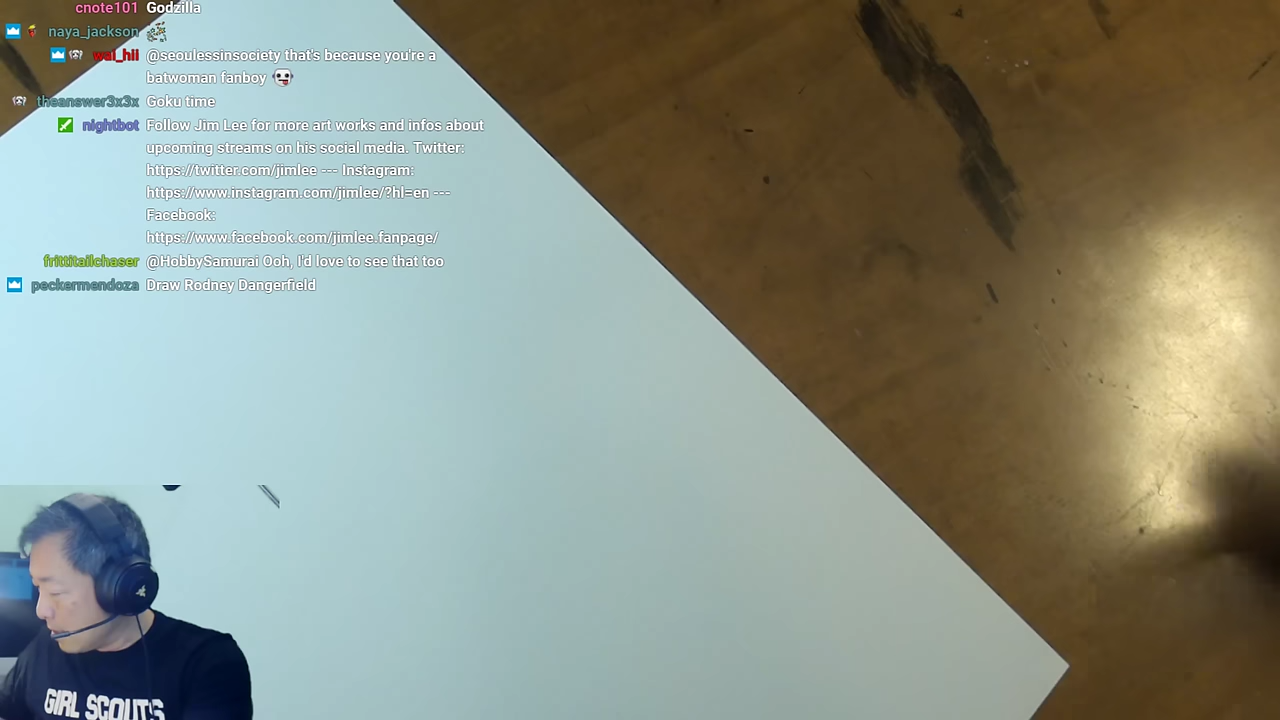 cnote101 Godzilla
naya_jackson
wai_hii @seoulessinsociety that's because you're a
batwoman fanboy
theanswer3x3x Goku time
nightbot Follow Jim Lee for more art works and infos about
upcoming streams on his social media. Twitter:
https://twitter.com/jimlee --- Instagram:
https://www.instagram.com/jimlee/?hl=en ---
Facebook:
https://www.facebook.com/jimlee.fanpage/
frittitailchaser @HobbySamurai Ooh, I'd love to see that too
peckermendoza Draw Rodney Dangerfield
GIRL SCOUTS